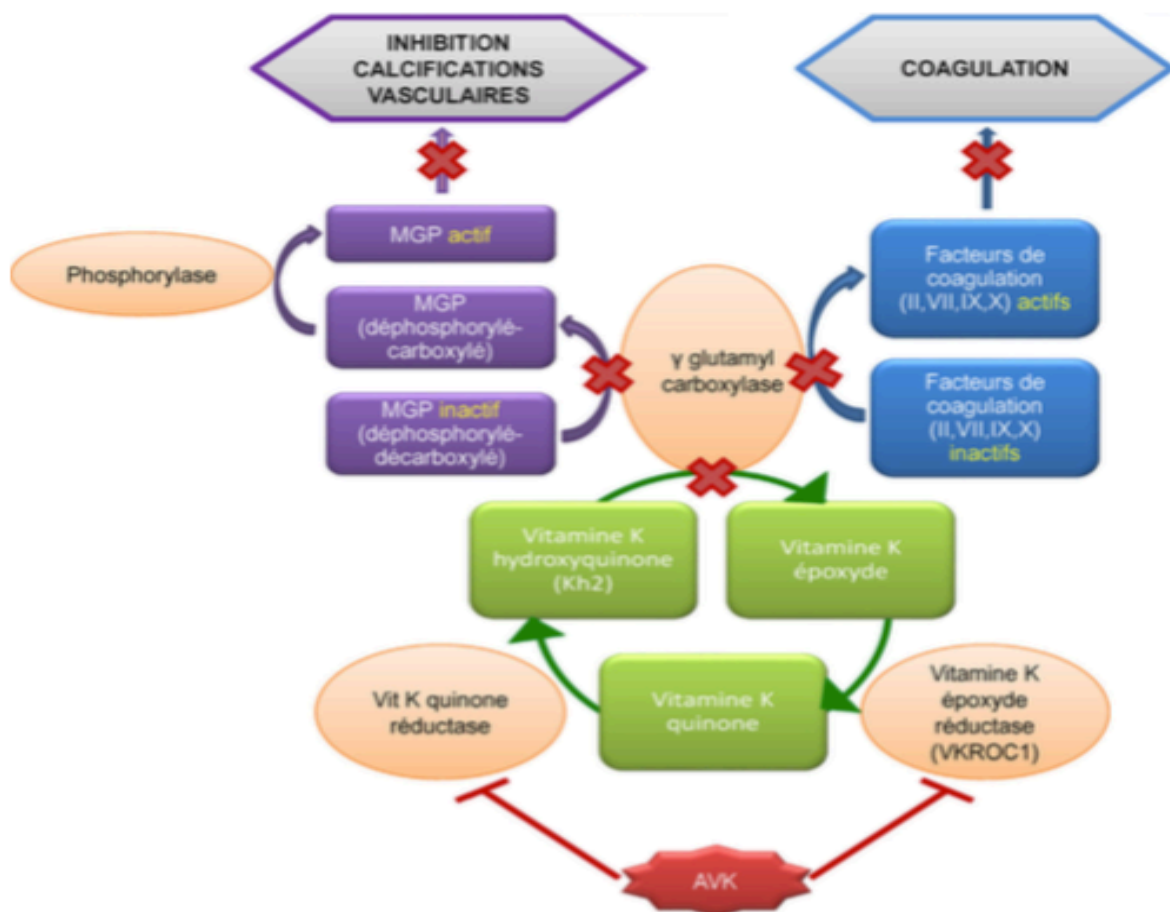 INHIBITION
CALCIFICATIONS
VASCULAIRES
COAGULATION
Phosphorylase
MGP actif
MGP
(déphosphorylé-
carboxylé)
MGP inactif
(déphosphorylé-
décarboxylé)
γ glutamyl
carboxylase
Facteurs de
coagulation
(II,VII,IX,X) actifs
Facteurs de
coagulation
(II,VII,IX,X)
inactifs
Vitamine K
hydroxyquinone
(Kh2)
Vitamine K
époxyde
Vit K quinone
réductase
Vitamine K
quinone
Vitamine K
époxyde
réductase
(VKROC1)
AVK